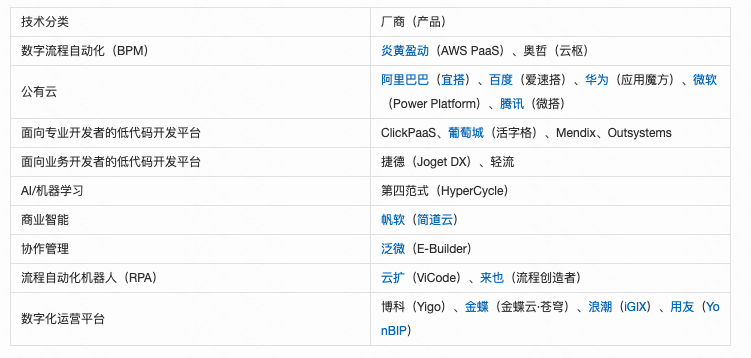 技术分类 厂商（产品）
数字流程自动化（BPM） 炎黄盈动（AWS PaaS）、奥哲（云枢）
公有云 阿里巴巴（宜搭）、百度（爱速搭）、华为（应用魔方）、微软
（Power Platform）、腾讯（微搭）
面向专业开发者的低代码开发平台 ClickPaaS、葡萄城（活字格）、Mendix、Outsystems
面向业务开发者的低代码开发平台 捷德（Joget DX）、轻流
AI/机器学习 第四范式（HyperCycle）
商业智能 帆软（简道云）
协作管理 泛微（E-Builder）
流程自动化机器人（RPA） 云扩（ViCode）、来也（流程创造者）
数字化运营平台 博科（Yigo）、金蝶（金蝶云·苍穹）、浪潮（iGIX）、用友（Yo
nBIP）